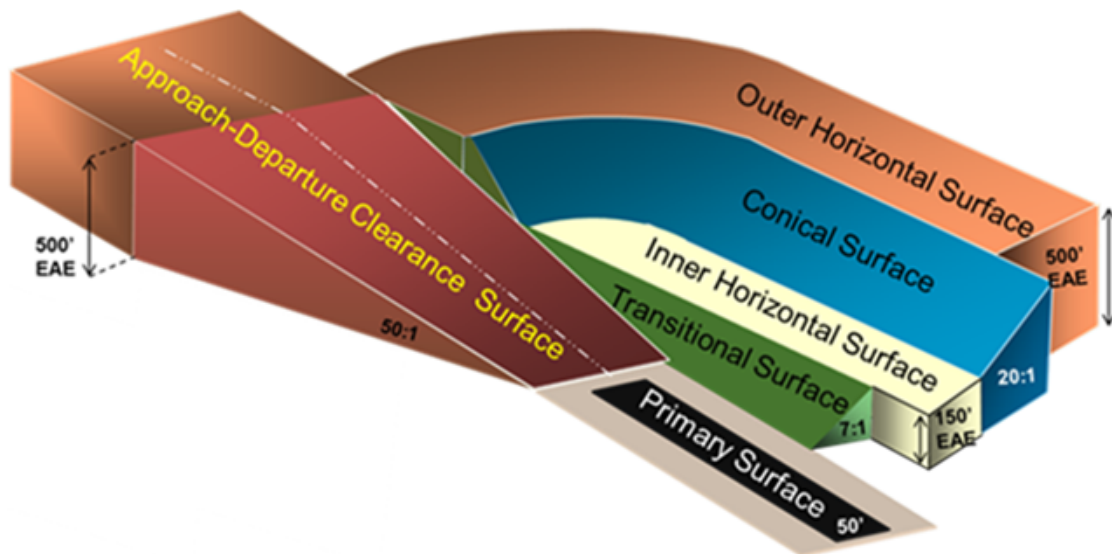 Approach-Departure Clearance Surface
Outer Horizontal Surface
Conical Surface
Inner Horizontal Surface
Transitional Surface
Primary Surface 50'
500'
EAE
50:1
500'
EAE
20:1
150'
EAE
7:1